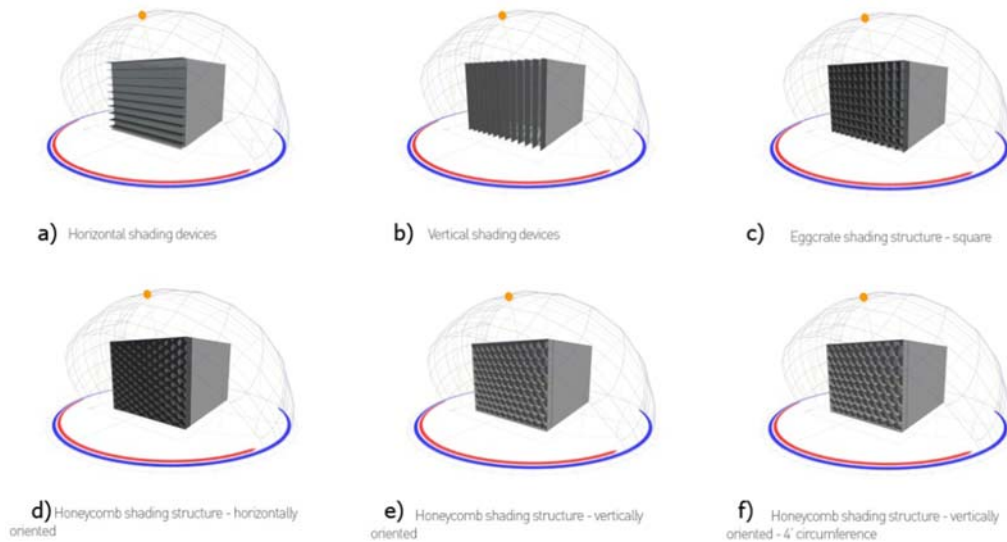 a) Horizontal shading devices
b) Vertical shading devices
c) Eggcrate shading structure - square
d) Honeycomb shading structure - horizontally
oriented
e) Honeycomb shading structure - vertically
oriented
f) Honeycomb shading structure - vertically
oriented - 4' circumference